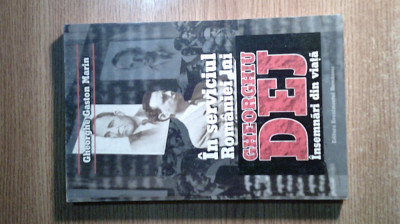 Gheorghe Gaston Marin
În serviciul
României lui
GHEORGHIU
DEJ
Însemnări din viață